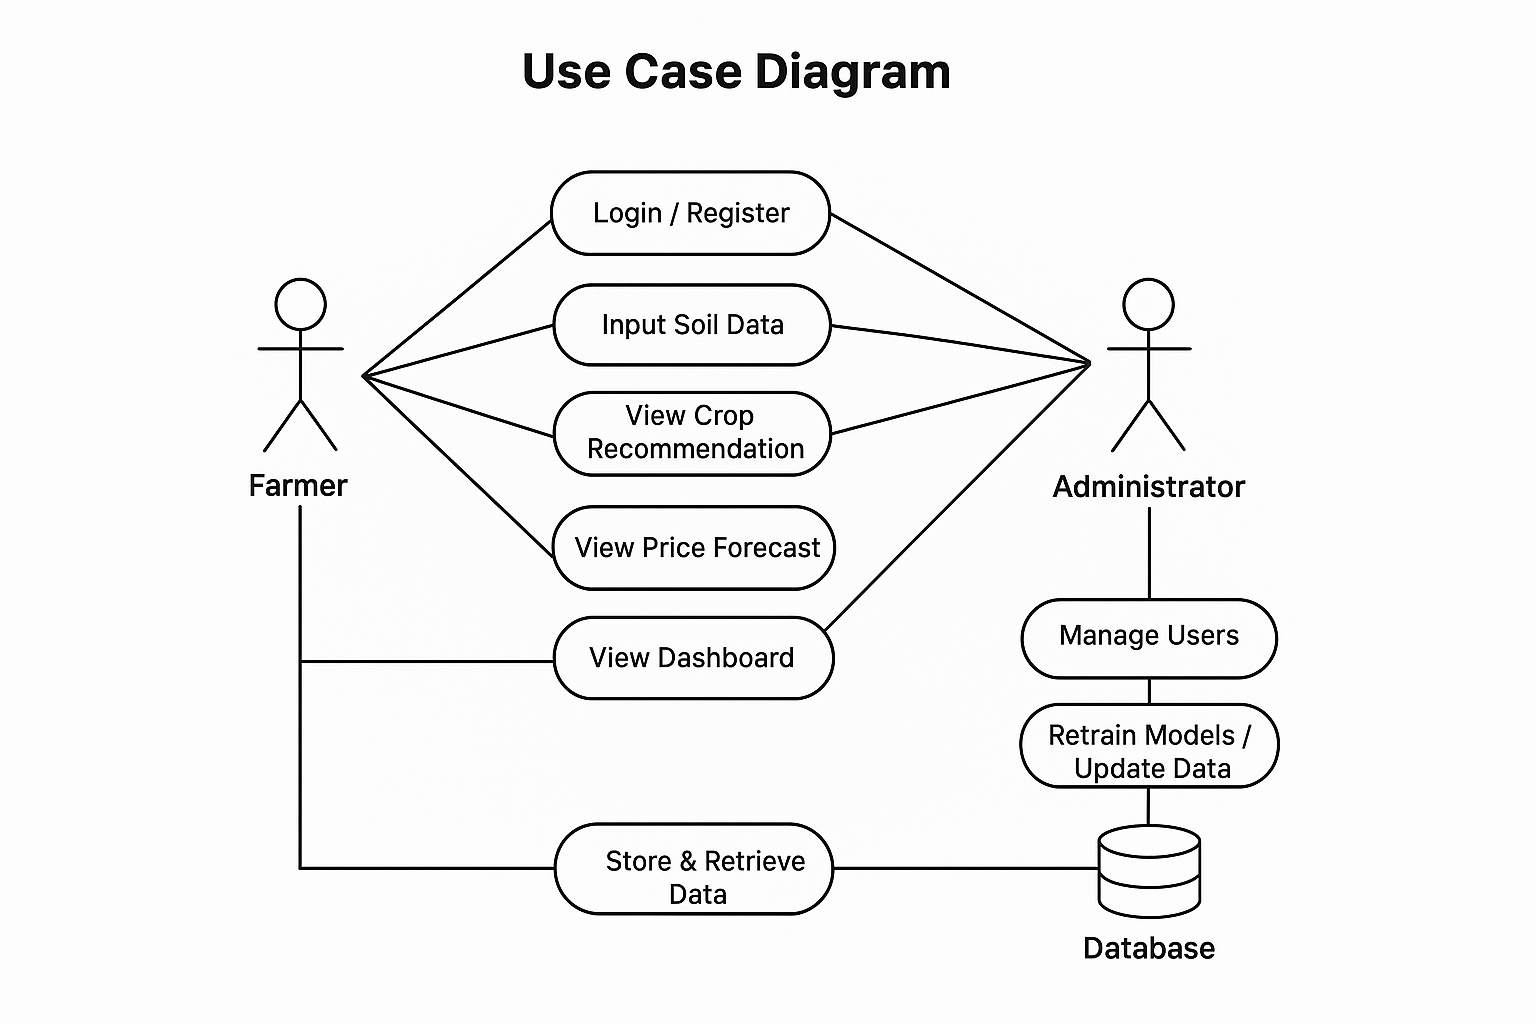 Use Case Diagram
Login / Register
Input Soil Data
View Crop
Recommendation
Farmer
Administrator
View Price Forecast
View Dashboard
Manage Users
Retrain Models /
Update Data
Store & Retrieve
Data
Database